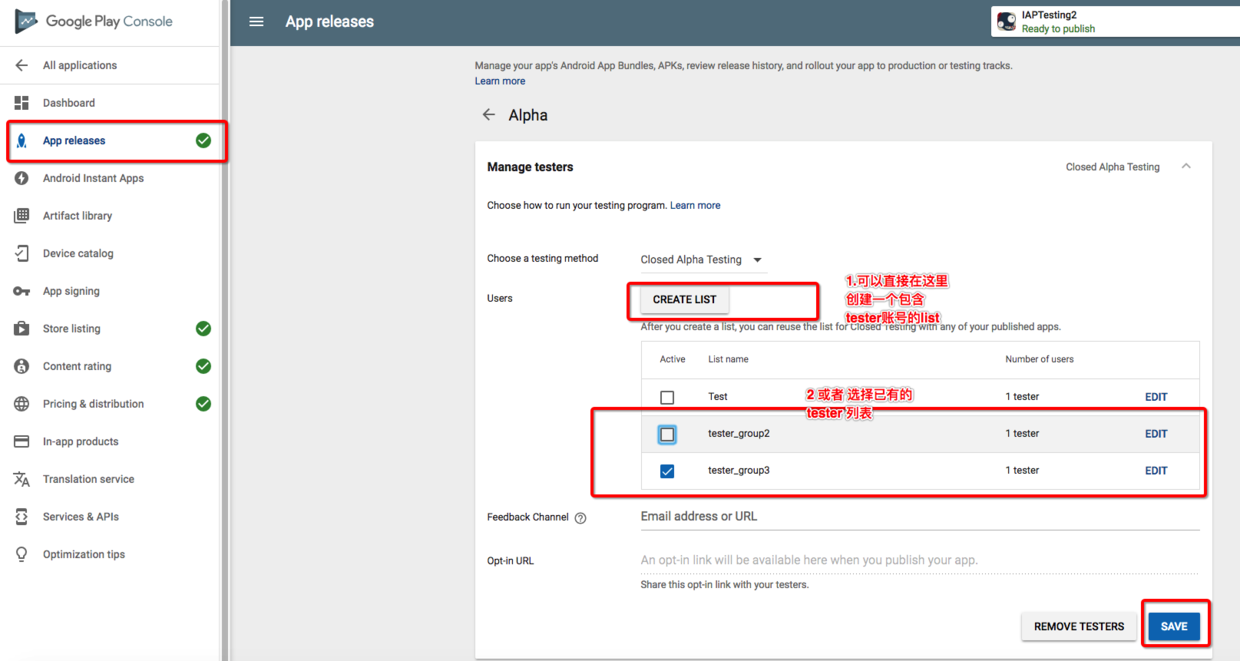 Google Play Console
App releases
IAPTesting2
Ready to publish
All applications
Dashboard
App releases
Android Instant Apps
Artifact library
Device catalog
App signing
Store listing
Content rating
Pricing & distribution
In-app products
Translation service
Services & APIs
Optimization tips
Manage your app's Android App Bundles, APKs, review release history, and rollout your app to production or testing tracks.
Learn more
Alpha
Manage testers
Closed Alpha Testing
Choose how to run your testing program. Learn more
Choose a testing method
Closed Alpha Testing
Users
CREATE LIST
1.可以直接在这里
创建一个包含
tester账号的list
After you create a list, you can reuse the list for Closed Testing with any of your published apps.
Active List name Number of users
Test 1 tester EDIT
2 或者 选择已有的
tester 列表
tester_group2 1 tester EDIT
tester_group3 1 tester EDIT
Feedback Channel ?
Email address or URL
Opt-in URL
An opt-in link will be available here when you publish your app.
Share this opt-in link with your testers.
REMOVE TESTERS
SAVE